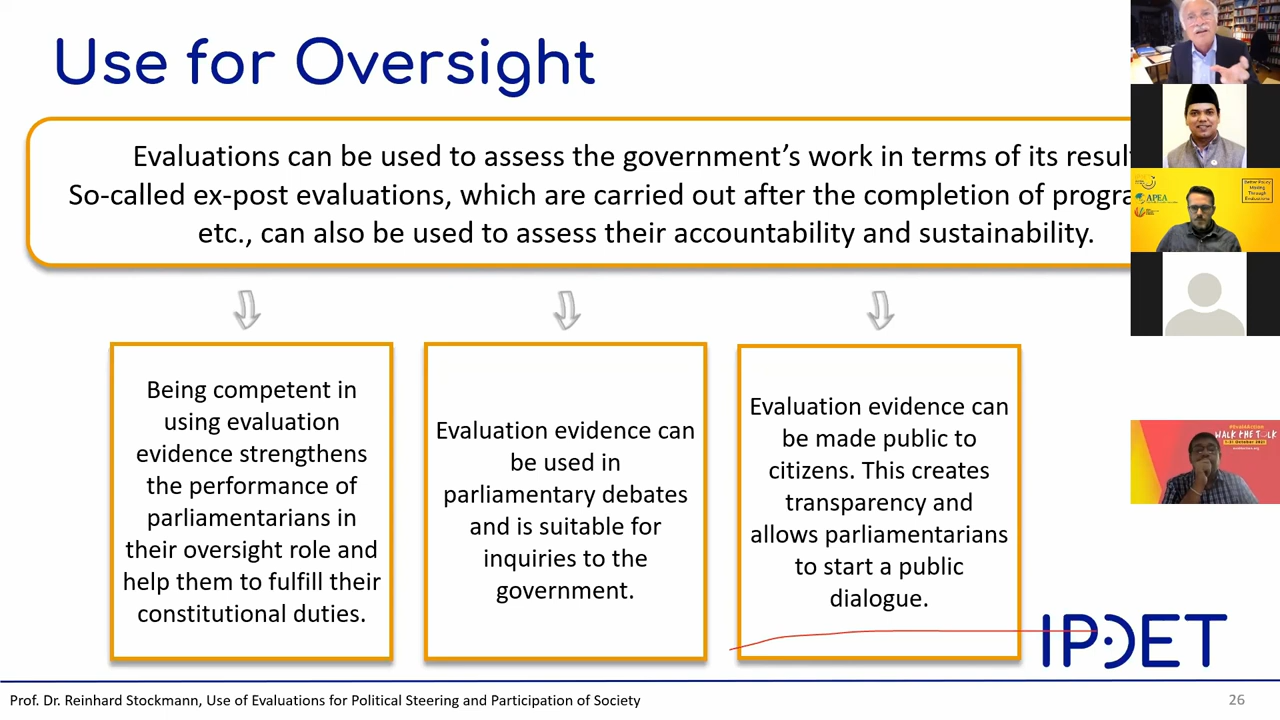 Use for Oversight
Evaluations can be used to assess the government's work in terms of its
So-called ex-post evaluations, which are carried out after the completion of
etc., can also be used to assess their accountability and sustainability.
Being competent in
using evaluation
evidence strengthens
the performance of
parliamentarians in
their oversight role and
help them to fulfill their
constitutional duties.
Evaluation evidence can
be used in
parliamentary debates
and is suitable for
inquiries to the
government.
Evaluation evidence can
be made public to
citizens. This creates
transparency and
allows parliamentarians
to start a public
dialogue.
IPDET
Prof. Dr. Reinhard Stockmann, Use of Evaluations for Political Steering and Participation of Society
26
APEA
Better Policy
Making
Through
Evaluations
#EvalAction
WALK THE TALK